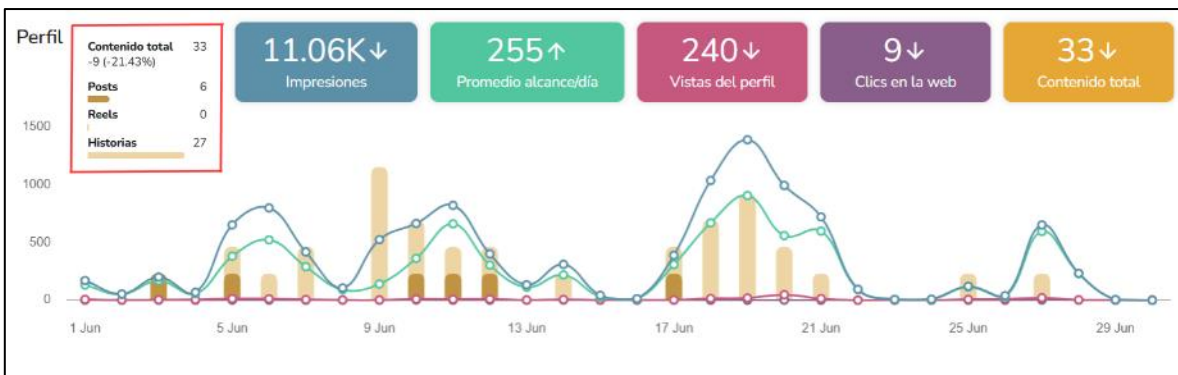 Perfil
Contenido total 33
-9 (-21.43%)
Posts 6
Reels 0
Historias 27
11.06K↓
Impresiones
255↑
Promedio alcance/día
240↓
Vistas del perfil
9↓
Clics en la web
33↓
Contenido total
1500
1000
500
0
1 Jun 5 Jun 9 Jun 13 Jun 17 Jun 21 Jun 25 Jun 29 Jun